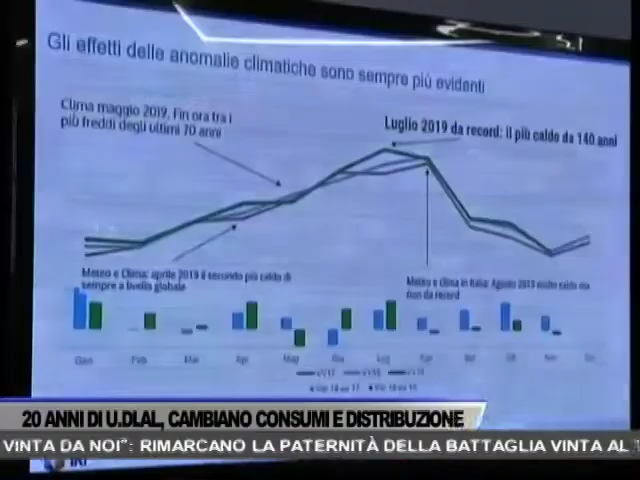 Gli effetti delle anomalie climatiche sono sempre più evidenti
Clima maggio 2019, Fin ora tra i
più freddi degli ultimi 70 anni
Luglio 2019 da record: il più caldo da 140 anni
Meteo e Clima: aprile 2019 il secondo più caldo di
sempre a livello globale
Meteo e clima in Italia: Agosto 2019 molto caldo ma
non da record
Gen Feb Mar Apr Mag Giu Lug Set Ott Nov
20 ANNI DI U.DI.AL, CAMBIANO CONSUMI E DISTRIBUZIONE
VINTA DA NOI": RIMARCANO LA PATERNITÀ DELLA BATTAGLIA VINTA AL
IRI